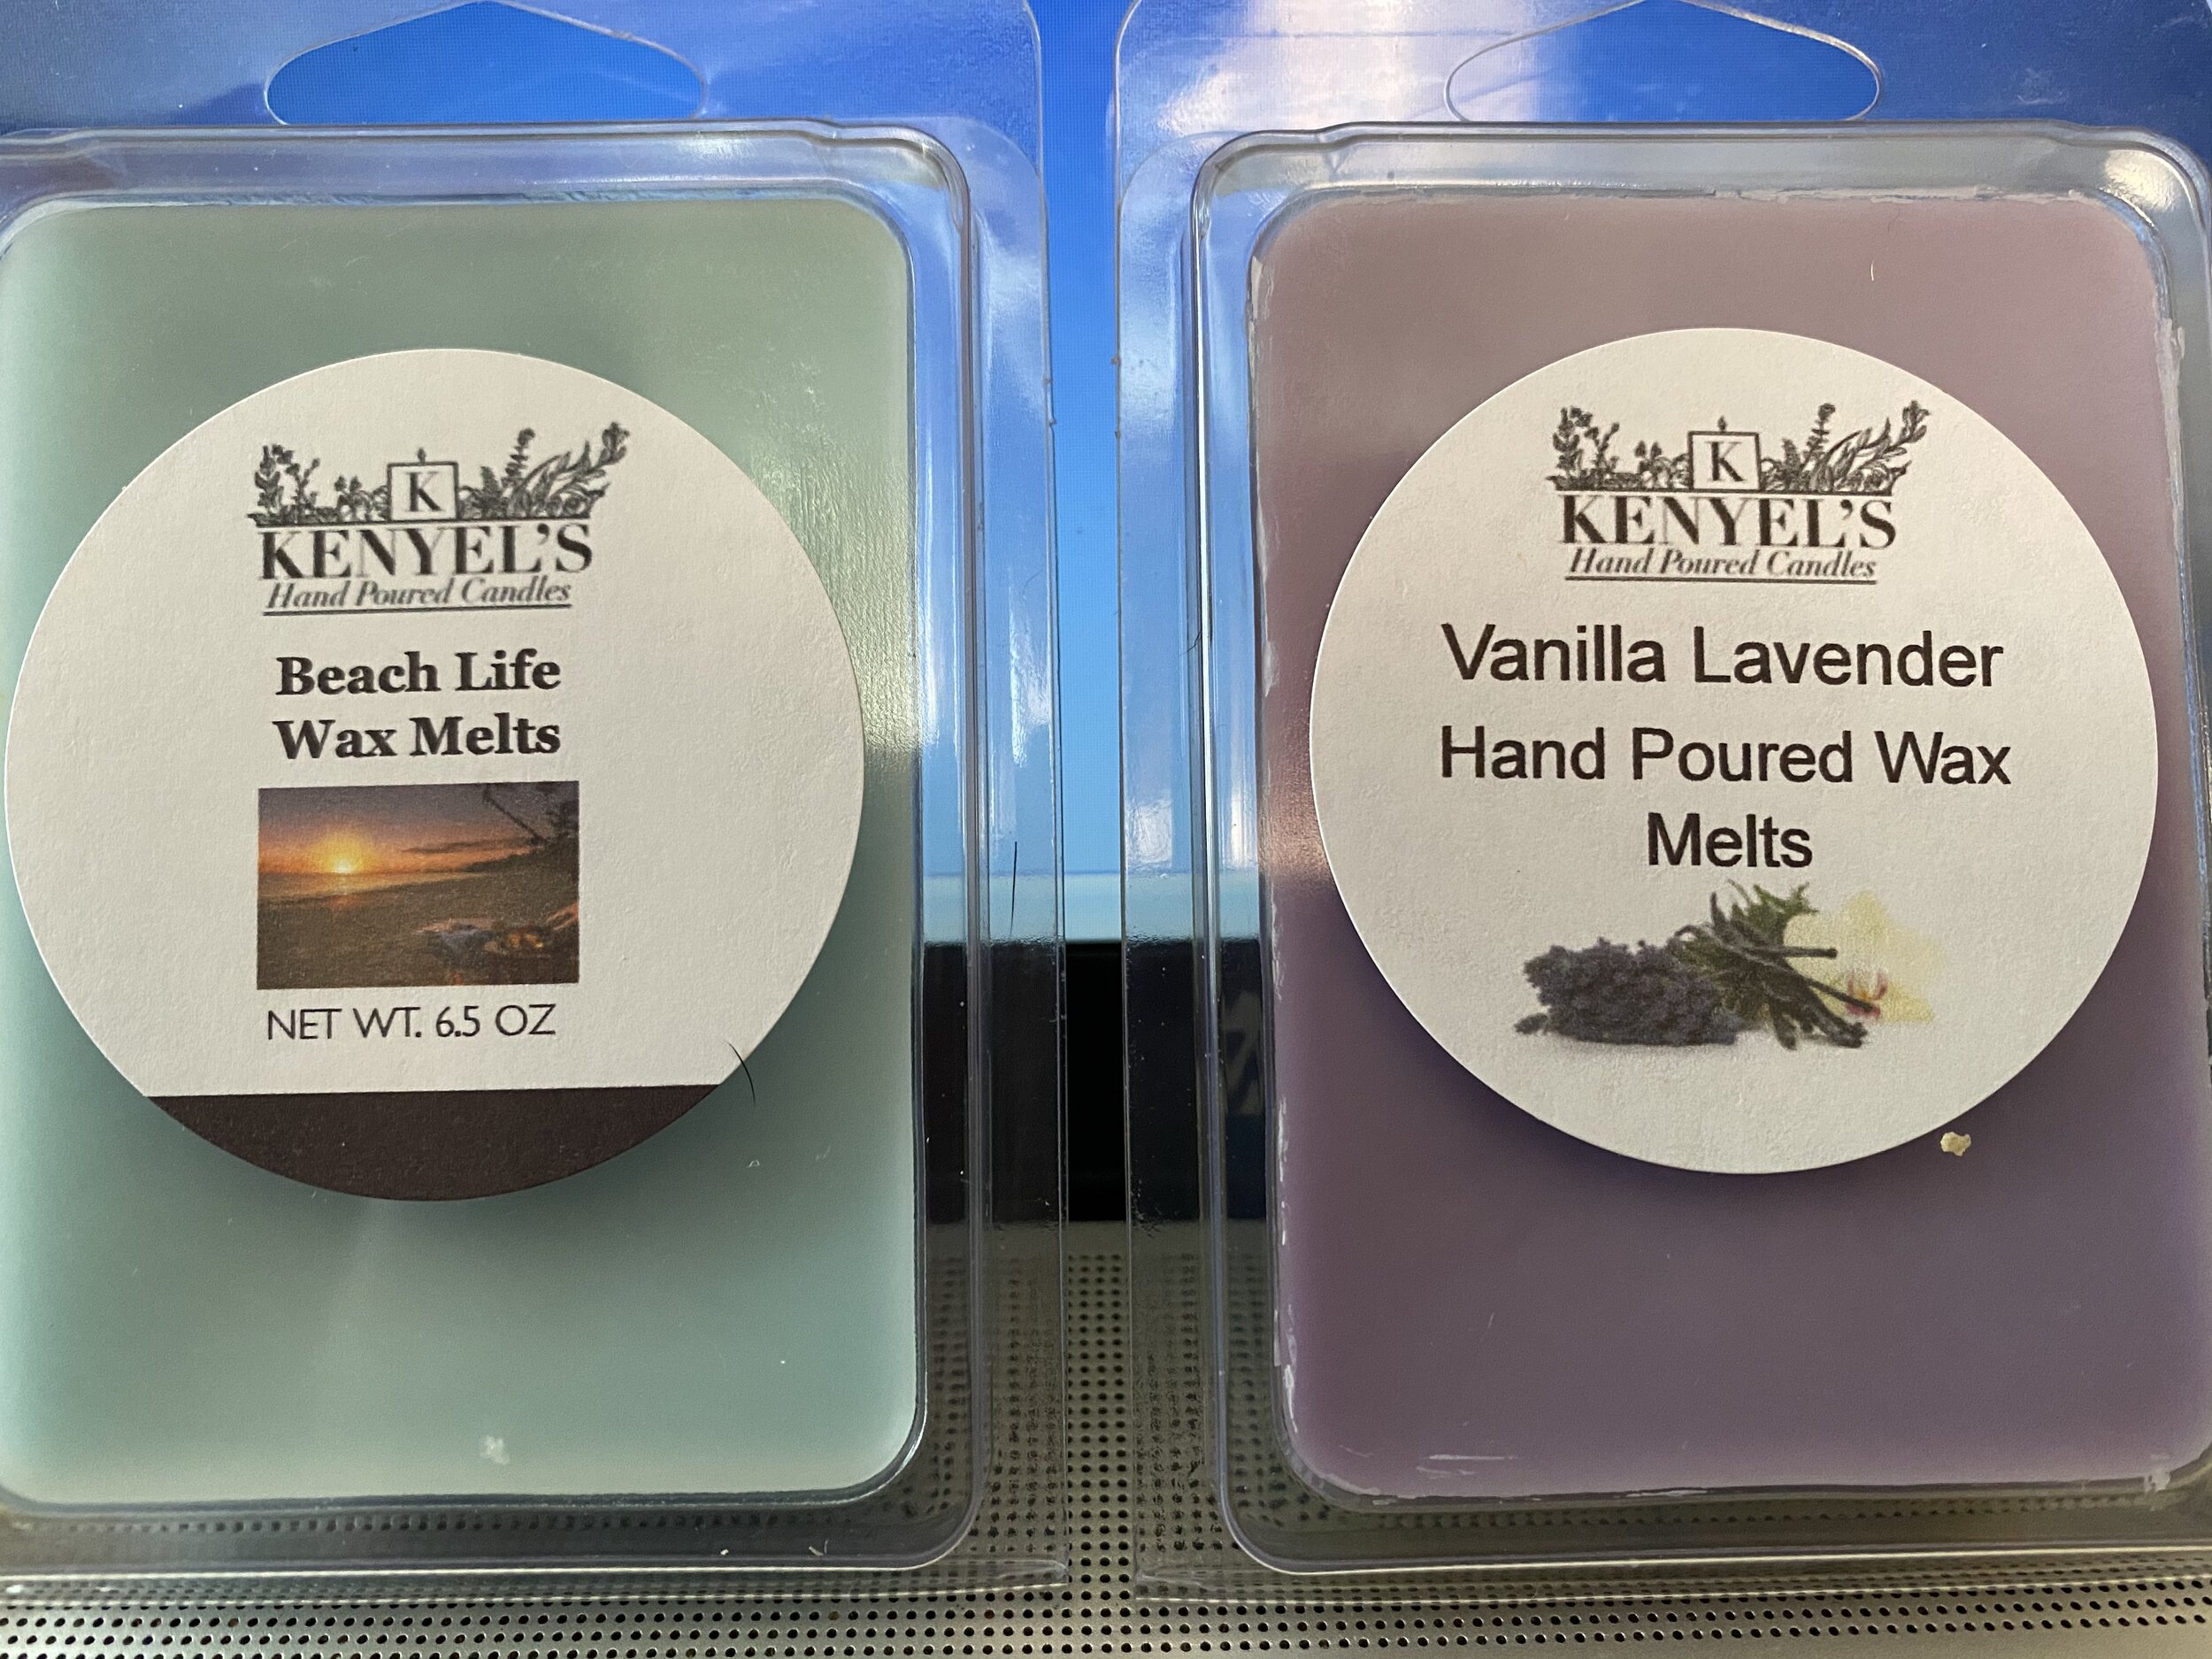 K
KENYEL'S
Hand Poured Candles
Beach Life
Wax Melts
NET WT. 6.5 OZ
K
KENYEL'S
Hand Poured Candles
Vanilla Lavender
Hand Poured Wax
Melts